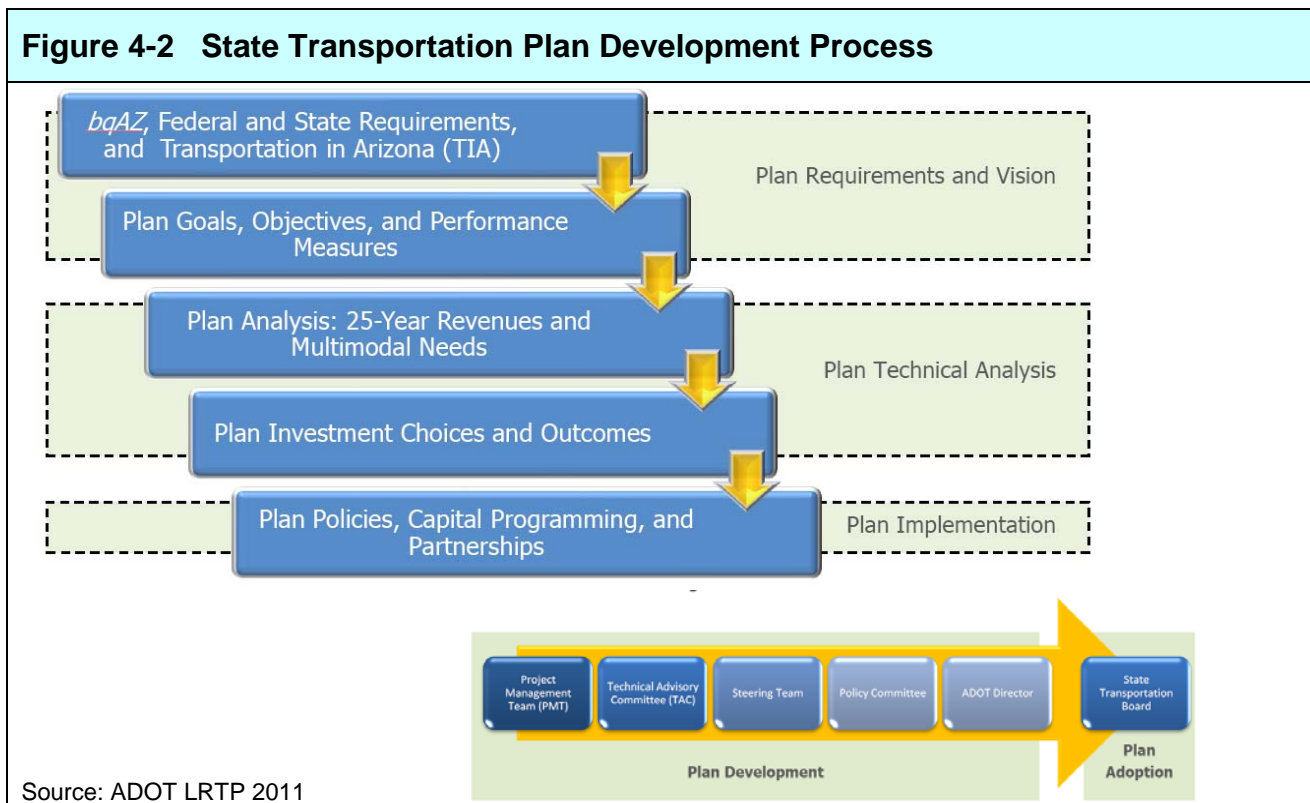 Figure 4-2 State Transportation Plan Development Process
bqAZ, Federal and State Requirements,
and Transportation in Arizona (TIA)
Plan Requirements and Vision
Plan Goals, Objectives, and Performance
Measures
Plan Analysis: 25-Year Revenues and
Multimodal Needs
Plan Technical Analysis
Plan Investment Choices and Outcomes
Plan Policies, Capital Programming, and
Partnerships
Plan Implementation
Project
Management
Team (PMT)
Technical Advisory
Committee (TAC)
Steering Team
Policy Committee
ADOT Director
State
Transportation
Board
Plan Development
Plan
Adoption
Source: ADOT LRTP 2011